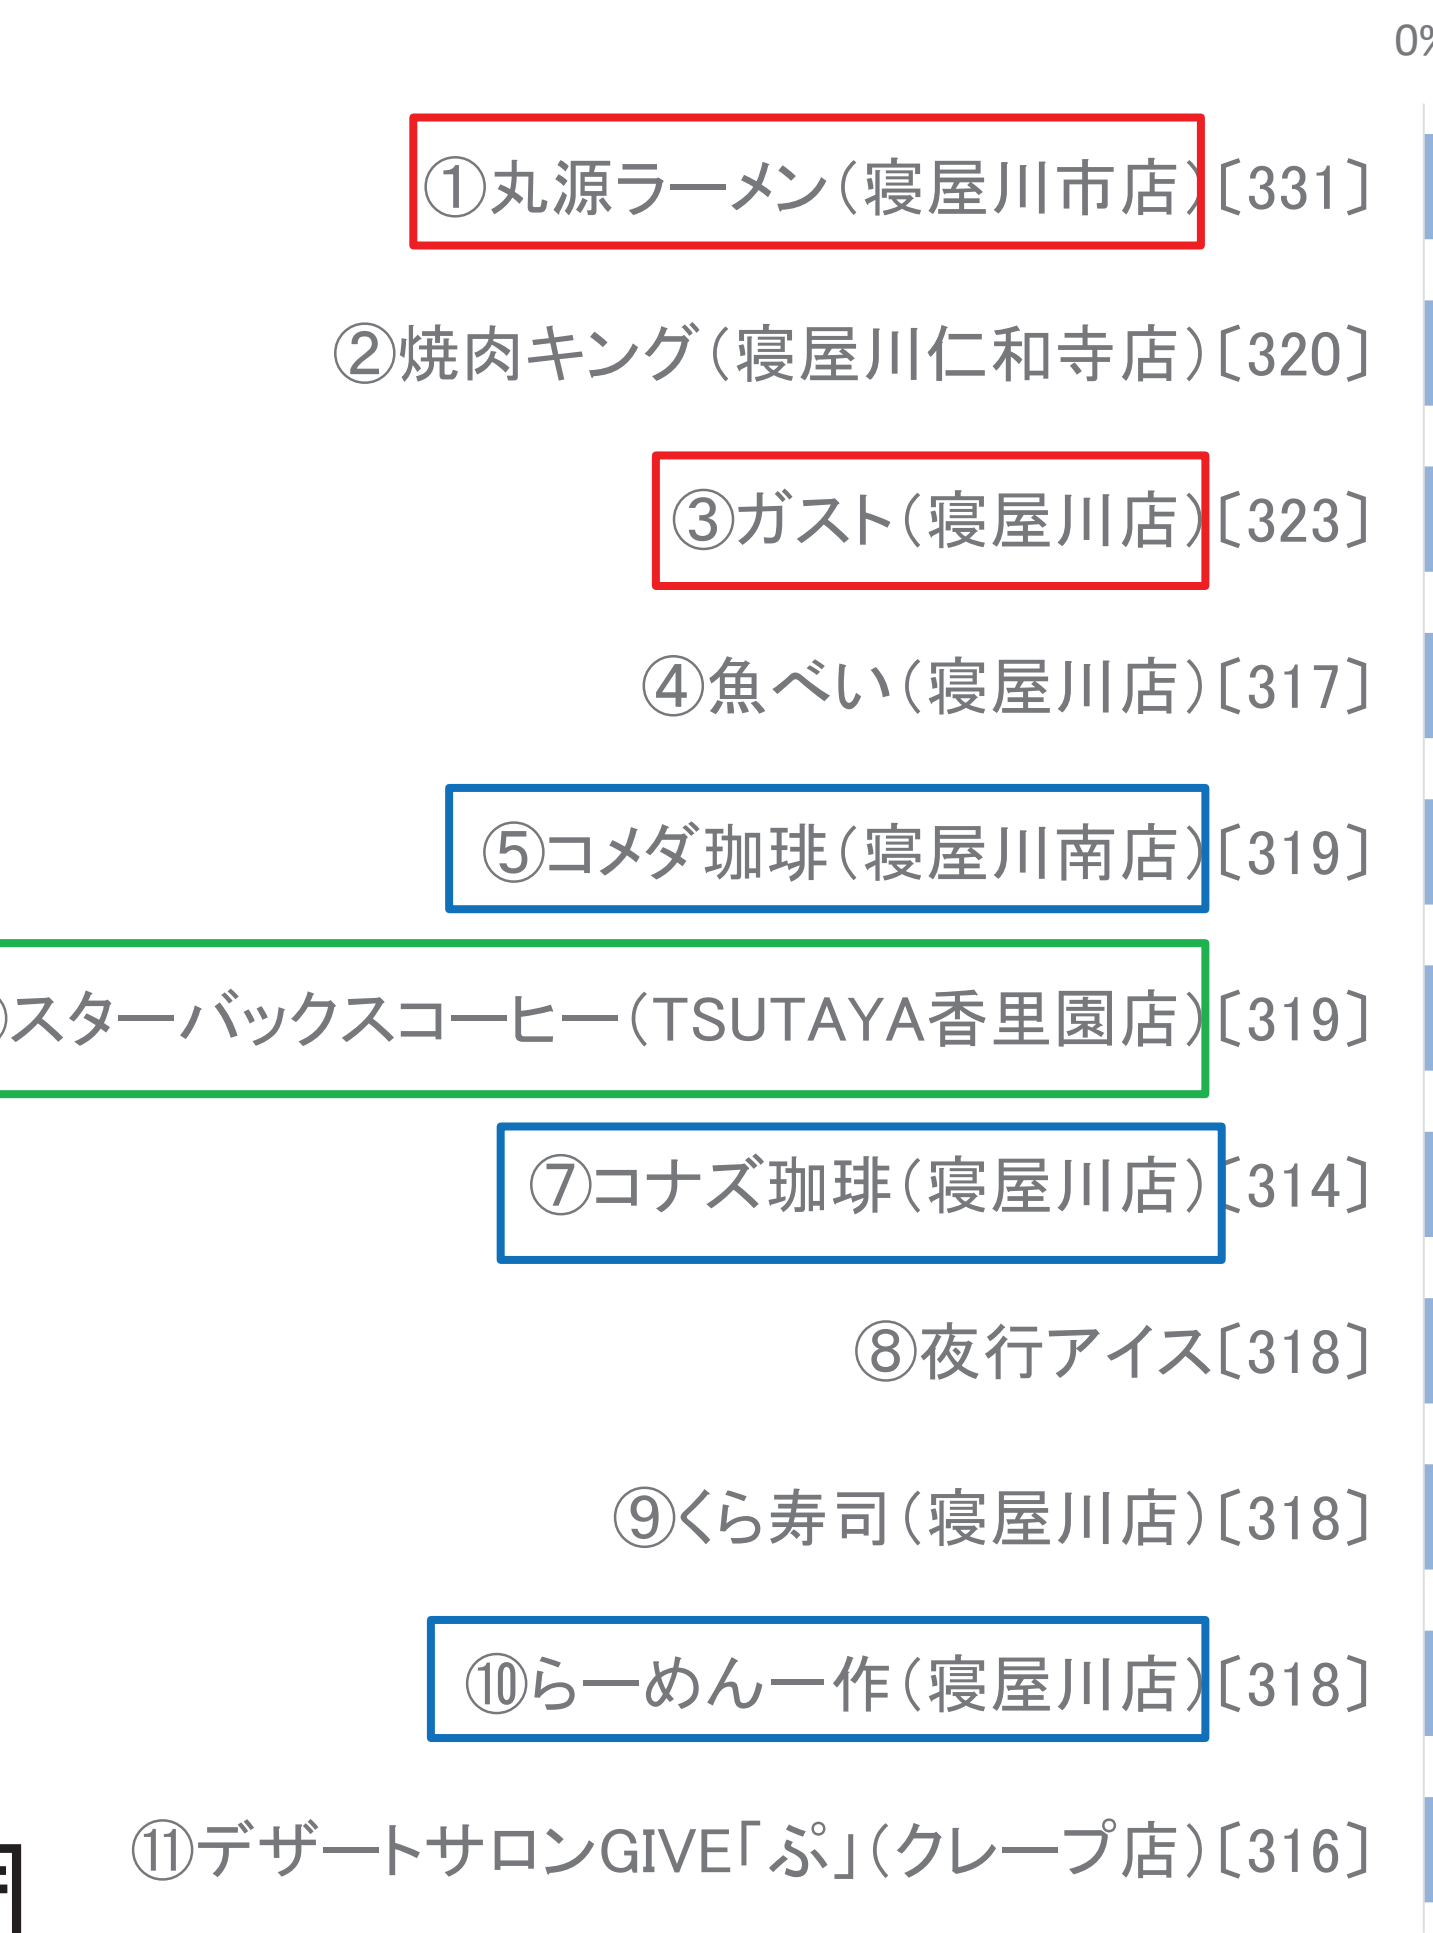 0%
①丸源ラーメン(寝屋川市店)〔331〕
②焼肉キング(寝屋川仁和寺店)〔320〕
③ガスト(寝屋川店)〔323〕
④魚べい(寝屋川店)〔317〕
⑤コメダ珈琲(寝屋川南店)〔319〕
スターバックスコーヒー(TSUTAYA香里園店)〔319〕
⑦コナズ珈琲(寝屋川店)〔314〕
⑧夜行アイス〔318〕
⑨くら寿司(寝屋川店)〔318〕
⑩らーめん一作(寝屋川店)〔318〕
⑪デザートサロンGIVE「ぷ」(クレープ店)〔316〕